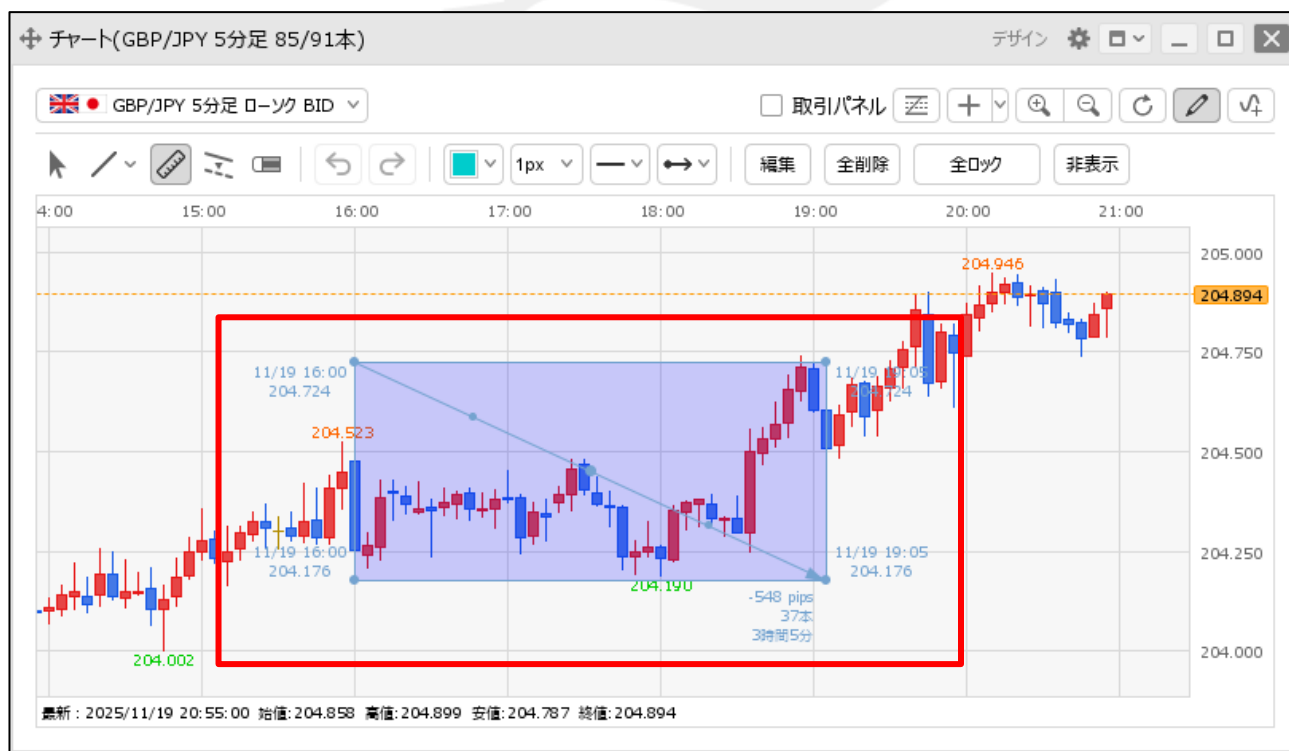 チャート(GBP/JPY 5分足 85/91本)
デザイン
GBP/JPY 5分足 ローソク BID
取引パネル
1px
編集
全削除
全ロック
非表示
4:00 15:00 16:00 17:00 18:00 19:00 20:00 21:00
205.000
204.946
204.894
204.750
11/19 16:00
204.724
11/19 19:05
204.724
204.523
204.500
11/19 16:00
204.176
11/19 19:05
204.176
204.250
204.190
-548 pips
37本
3時間5分
204.002
204.000
最新 : 2025/11/19 20:55:00 始値:204.858 高値:204.899 安値:204.787 終値:204.894